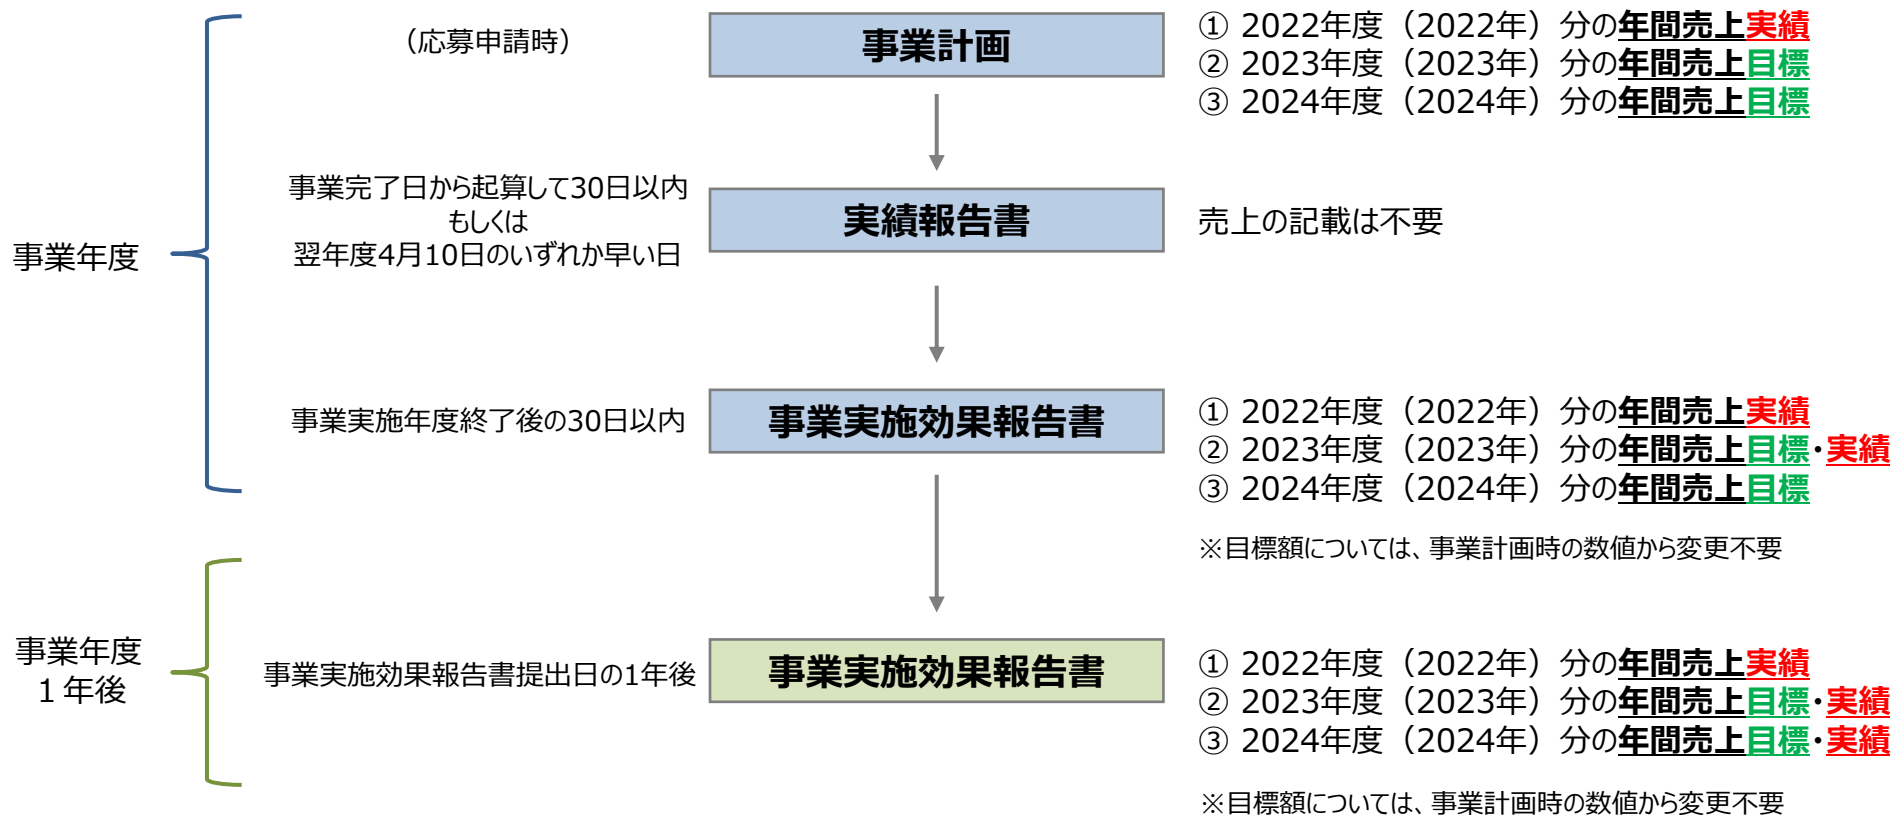 （応募申請時）
事業計画
① 2022年度（2022年）分の年間売上実績
② 2023年度（2023年）分の年間売上目標
③ 2024年度（2024年）分の年間売上目標
事業年度
事業完了日から起算して30日以内
もしくは
翌年度4月10日のいずれか早い日
実績報告書
売上の記載は不要
事業実施年度終了後の30日以内
事業実施効果報告書
① 2022年度（2022年）分の年間売上実績
② 2023年度（2023年）分の年間売上目標・実績
③ 2024年度（2024年）分の年間売上目標
※目標額については、事業計画時の数値から変更不要
事業年度
１年後
事業実施効果報告書提出日の1年後
事業実施効果報告書
① 2022年度（2022年）分の年間売上実績
② 2023年度（2023年）分の年間売上目標・実績
③ 2024年度（2024年）分の年間売上目標・実績
※目標額については、事業計画時の数値から変更不要